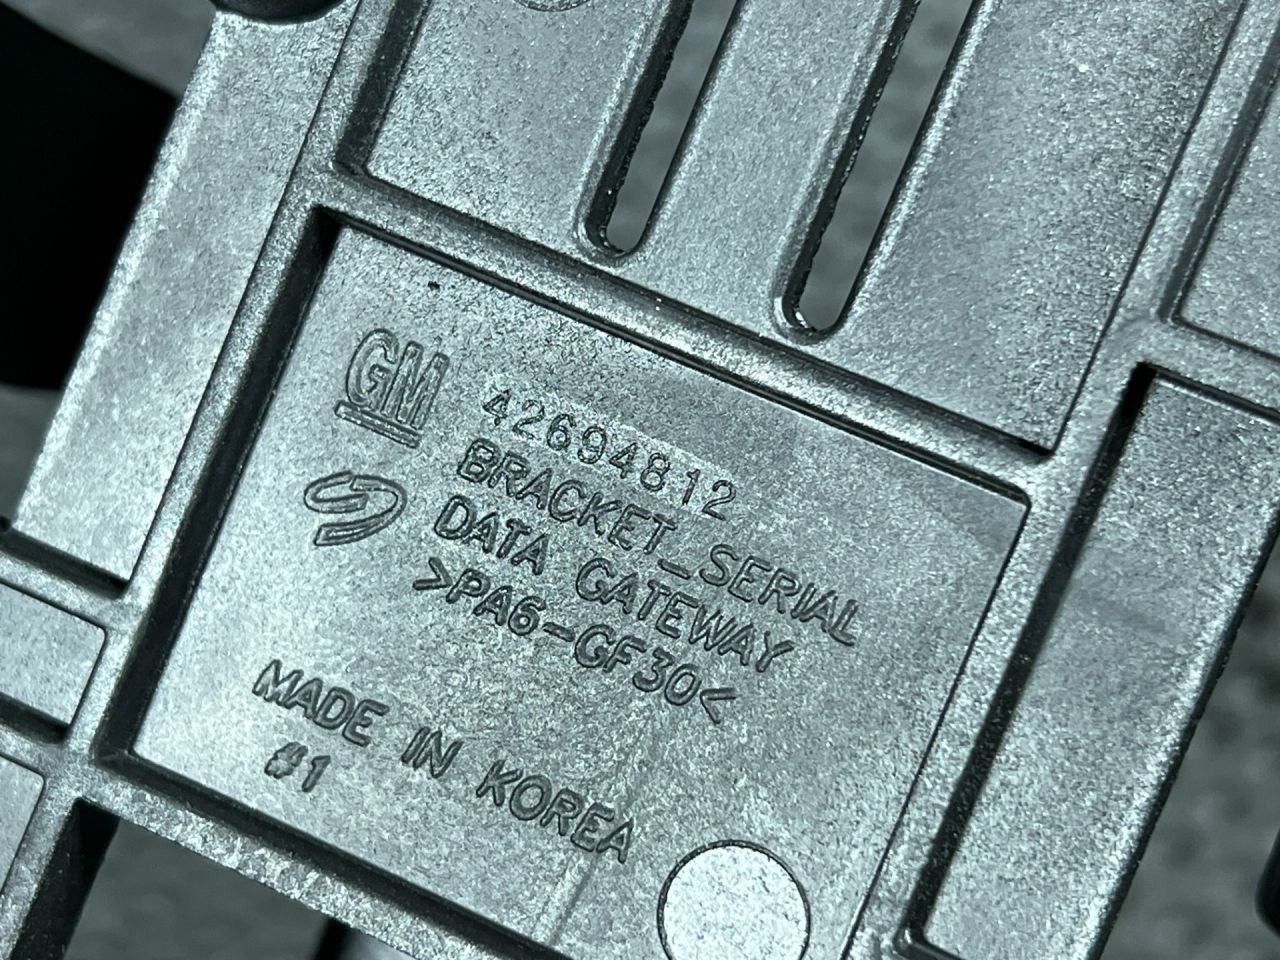 GM
42694812
BRACKET_SERIAL
DATA GATEWAY
>PA6-GF30<
MADE IN KOREA
#1